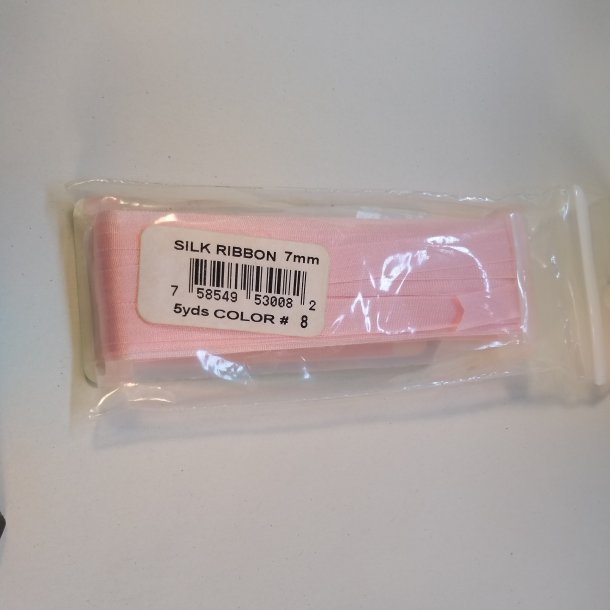 SILK RIBBON 7mm
7 58549 53008 2
5yds COLOR # 8